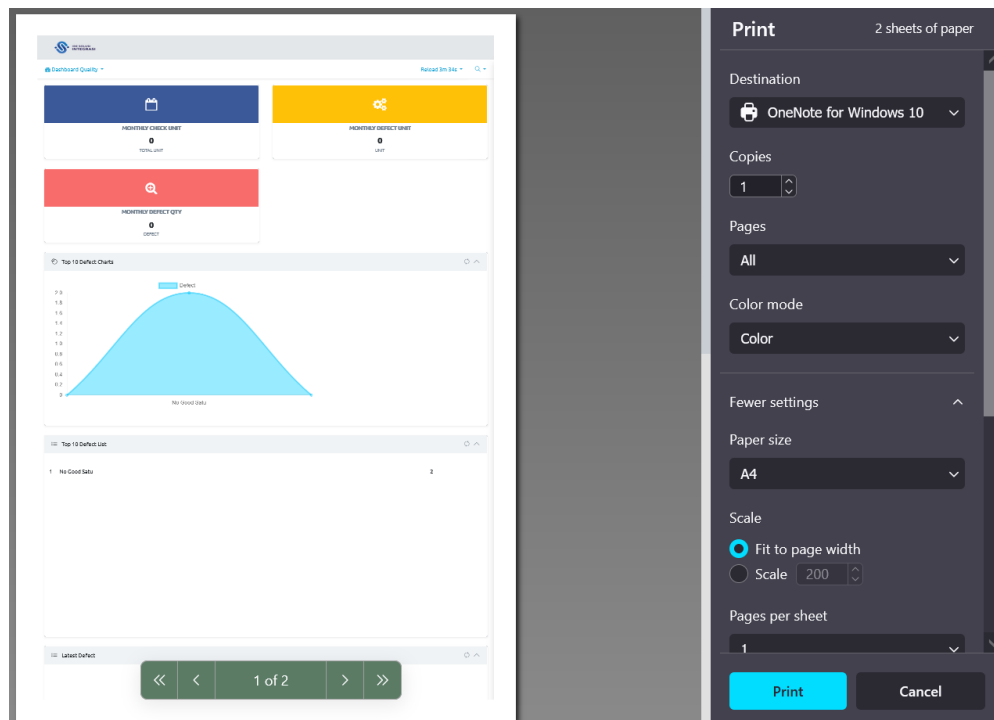 INTEGRASI
Dashboard Quality
Reload 3m 34s
MONTHLY CHECK UNIT
0
TOTAL UNIT
MONTHLY DEFECT UNIT
0
UNIT
MONTHLY DEFECT QTY
0
DEFECT
Top 10 Defect Charts
Defect
2.0
1.8
1.6
1.4
1.2
1.0
0.8
0.6
0.4
0.2
0
No Good Satu
Top 10 Defect List
1 No Good Satu 2
Latest Defect
1 of 2
Print
2 sheets of paper
Destination
OneNote for Windows 10
Copies
1
Pages
All
Color mode
Color
Fewer settings
Paper size
A4
Scale
Fit to page width
Scale 200
Pages per sheet
1
Print
Cancel